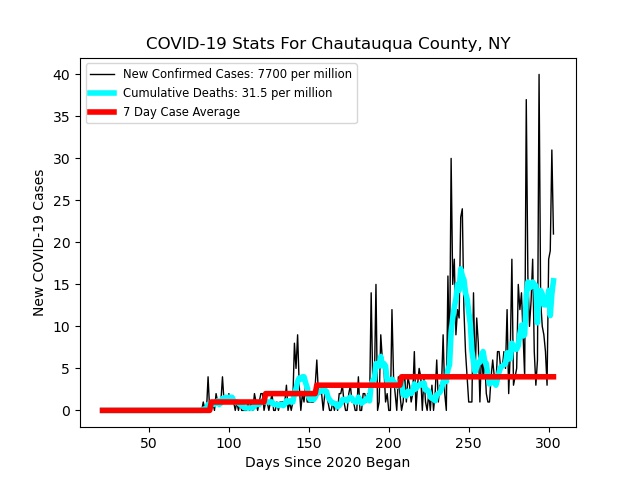 COVID-19 Stats For Chautauqua County, NY
New Confirmed Cases: 7700 per million
Cumulative Deaths: 31.5 per million
7 Day Case Average
New COVID-19 Cases
40
35
30
25
20
15
10
5
0
50 100 150 200 250 300
Days Since 2020 Began